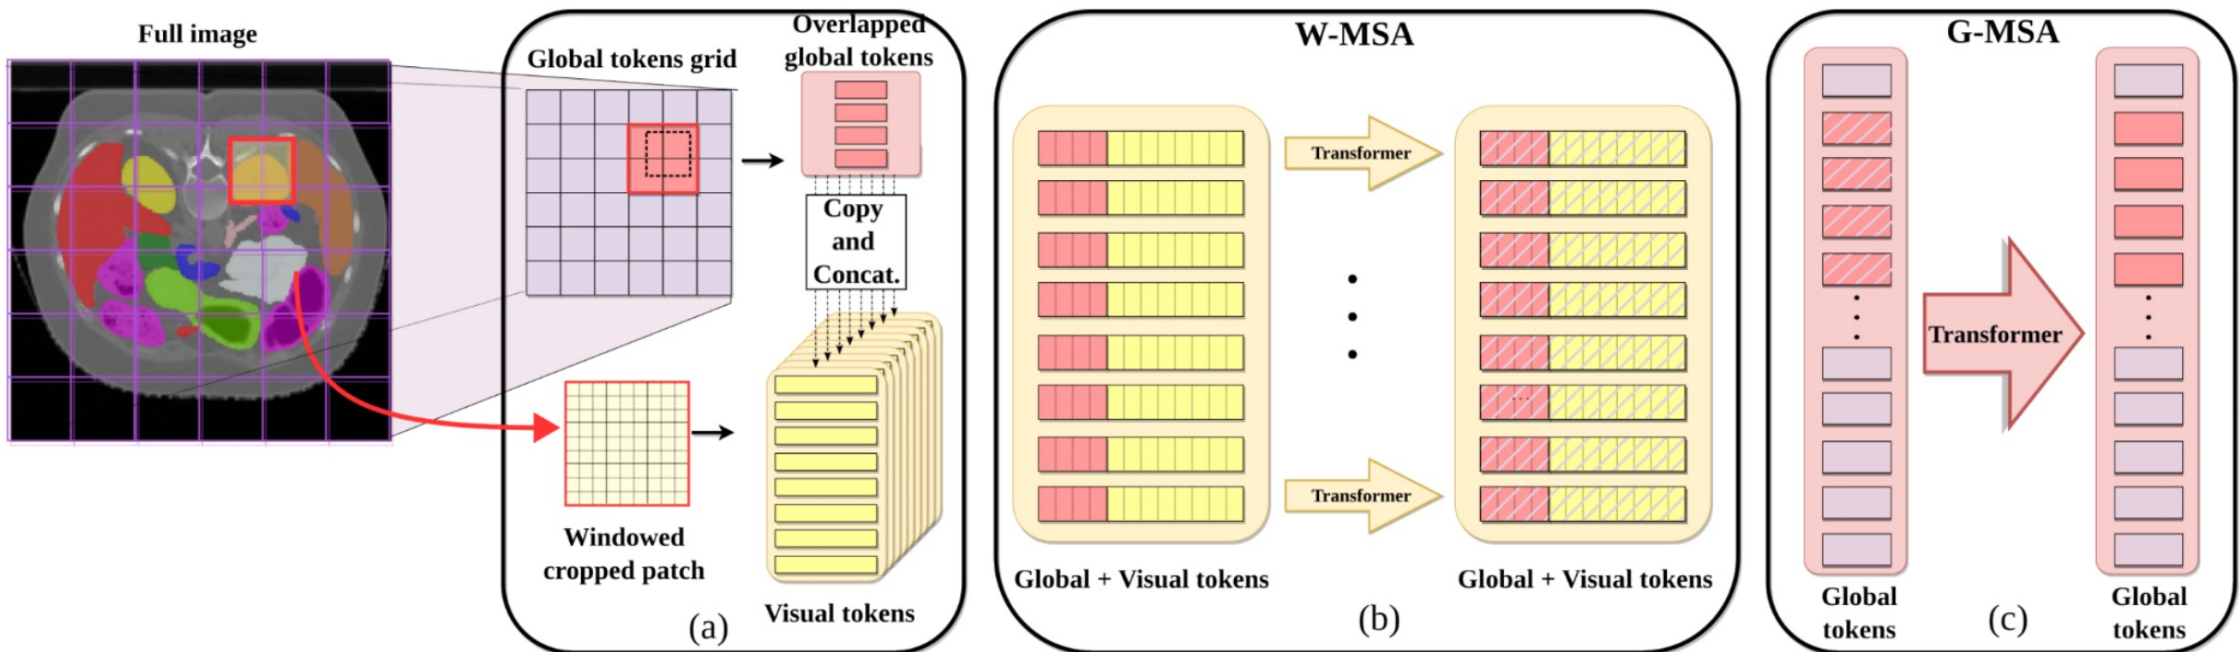 Full image
Global tokens grid
Overlapped
global tokens
Copy
and
Concat.
Windowed
cropped patch
Visual tokens
(a)
W-MSA
Transformer
Transformer
Global + Visual tokens
Global + Visual tokens
(b)
G-MSA
Transformer
Global
tokens
Global
tokens
(c)